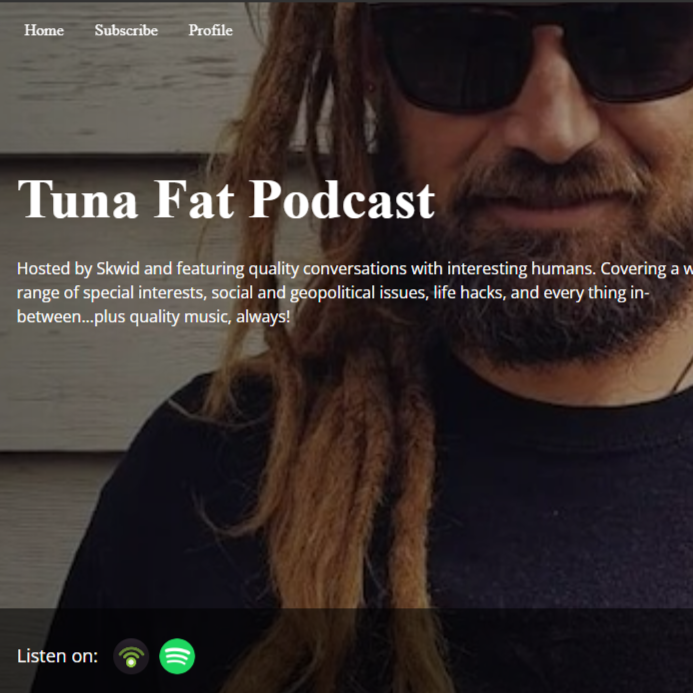 Home Subscribe Profile
Tuna Fat Podcast
Hosted by Skwid and featuring quality conversations with interesting humans. Covering a w
range of special interests, social and geopolitical issues, life hacks, and every thing in-
between...plus quality music, always!
Listen on: